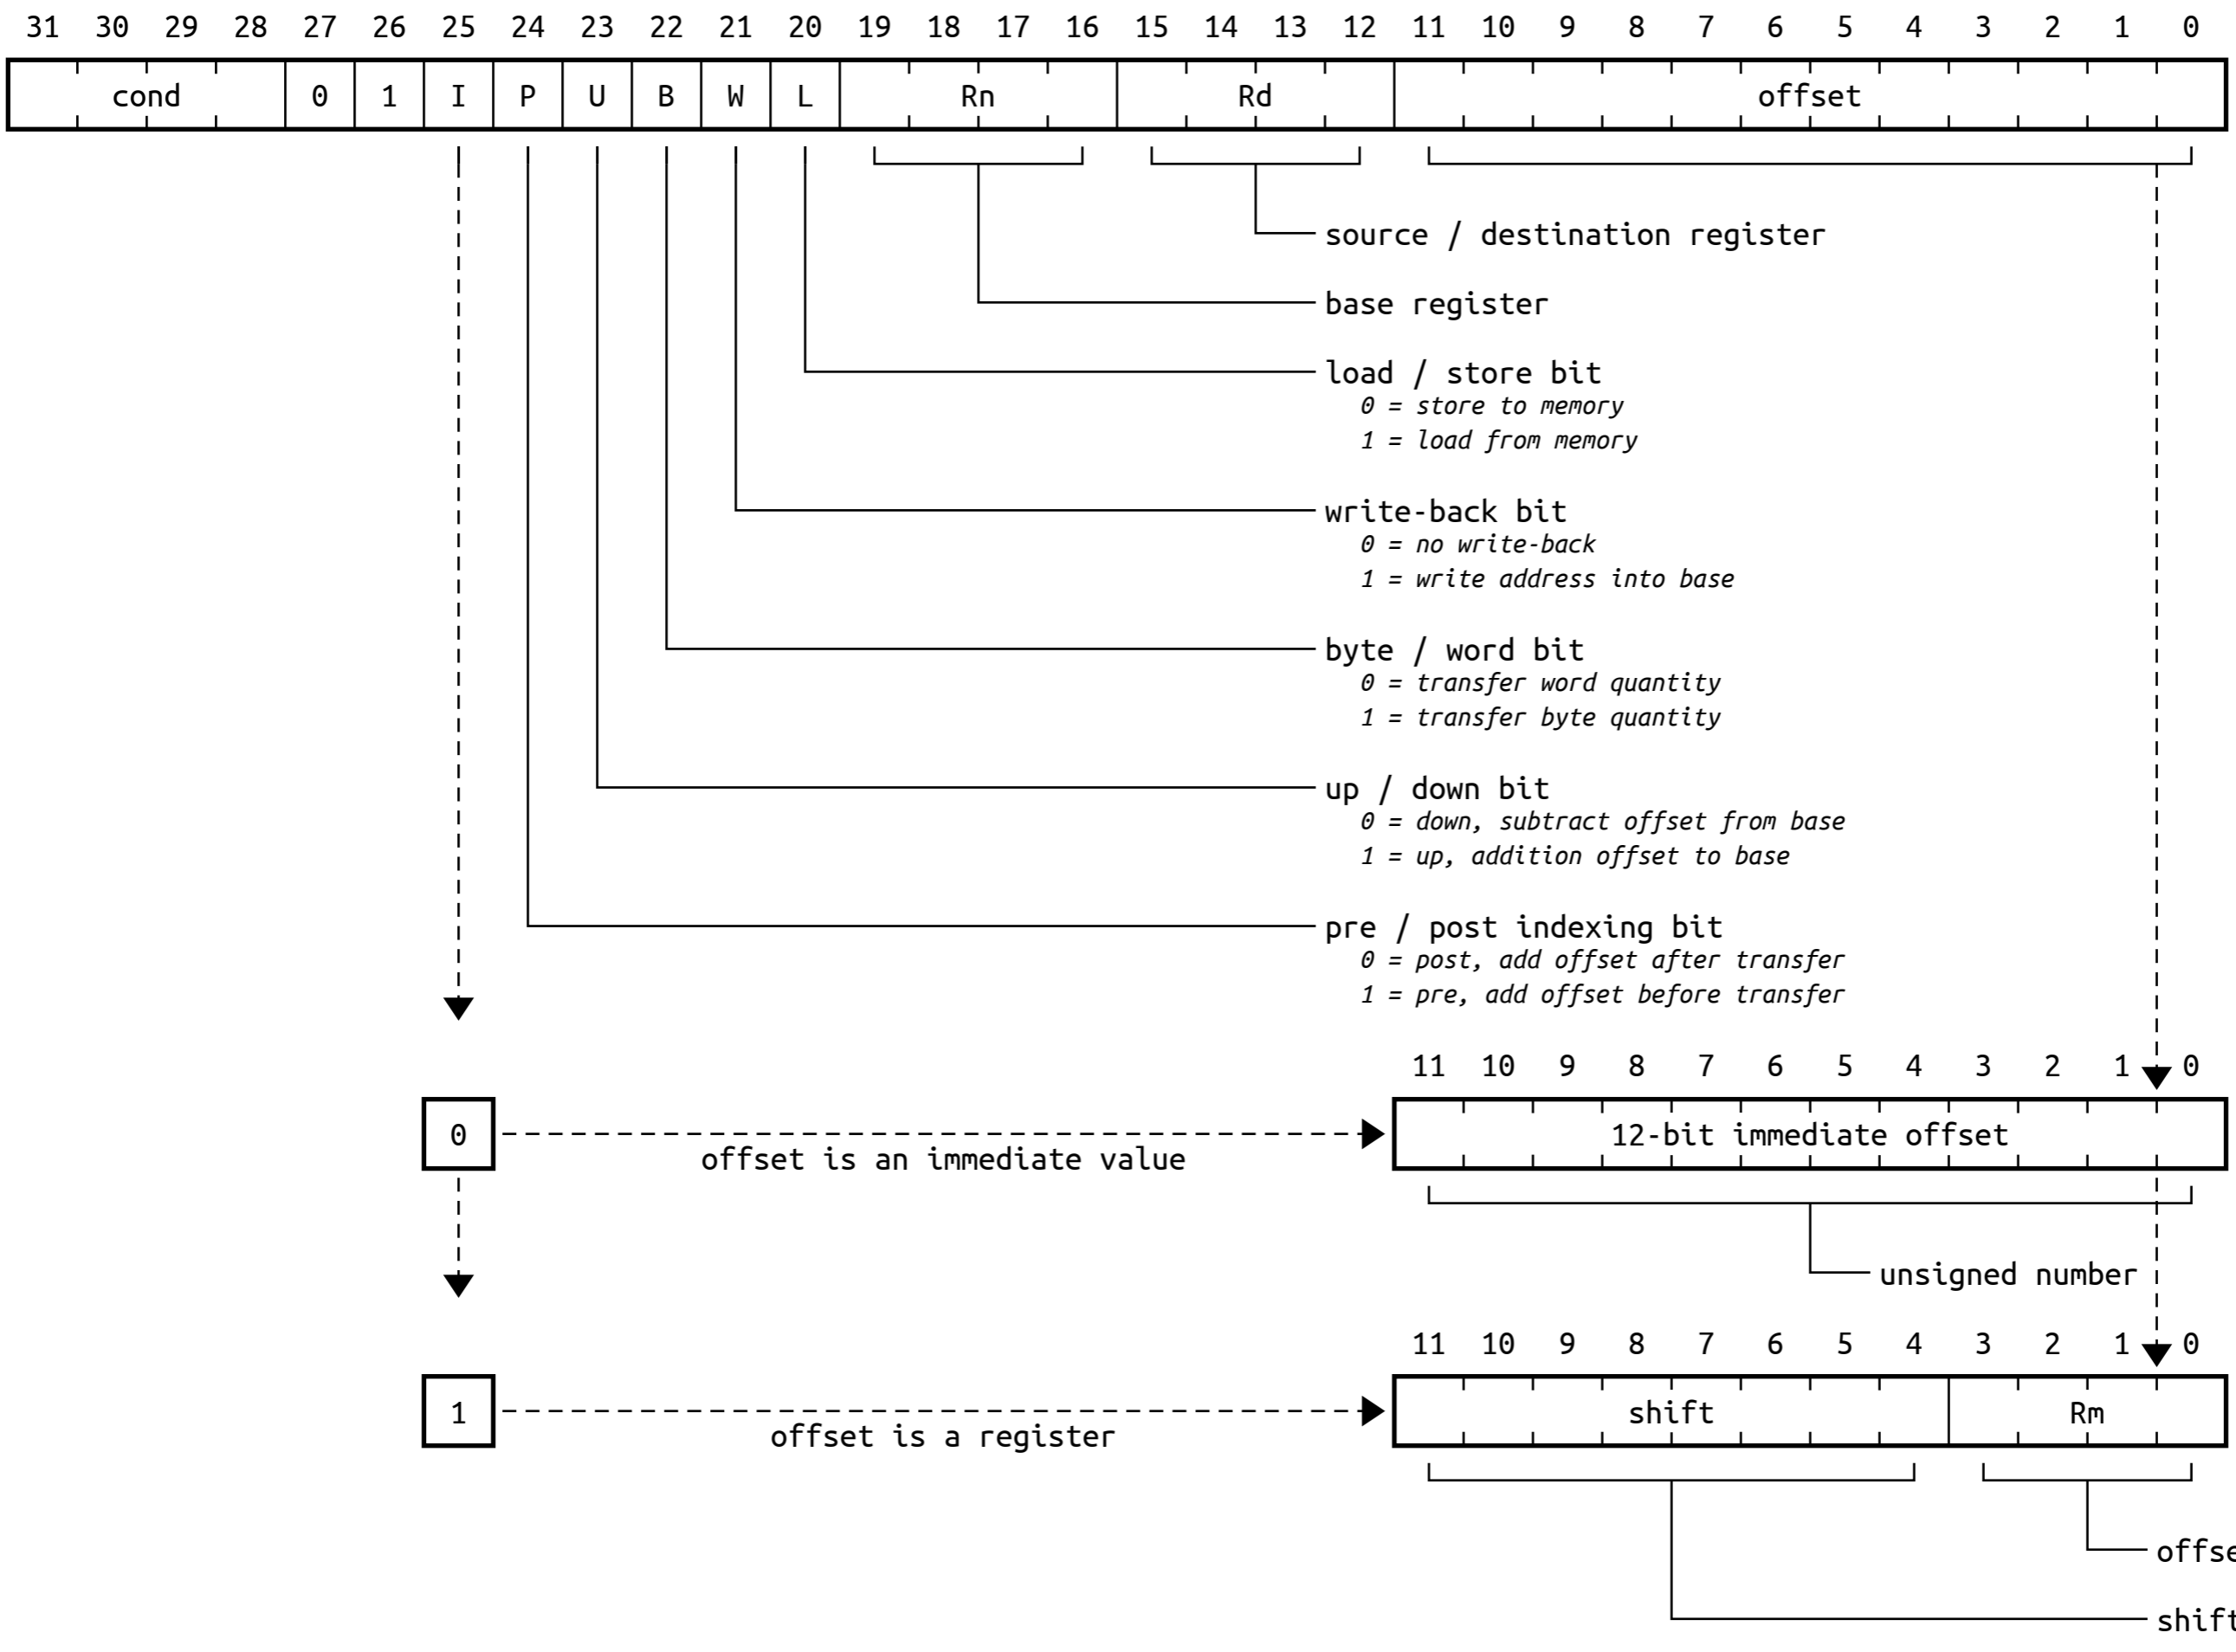 31 30 29 28 27 26 25 24 23 22 21 20 19 18 17 16 15 14 13 12 11 10 9 8 7 6 5 4 3 2 1 0
cond 0 1 I P U B W L Rn Rd offset
source / destination register
base register
load / store bit
0 = store to memory
1 = load from memory
write-back bit
0 = no write-back
1 = write address into base
byte / word bit
0 = transfer word quantity
1 = transfer byte quantity
up / down bit
0 = down, subtract offset from base
1 = up, addition offset to base
pre / post indexing bit
0 = post, add offset after transfer
1 = pre, add offset before transfer
11 10 9 8 7 6 5 4 3 2 1 0
0 12-bit immediate offset
offset is an immediate value
unsigned number
11 10 9 8 7 6 5 4 3 2 1 0
1 shift Rm
offset is a register
shift